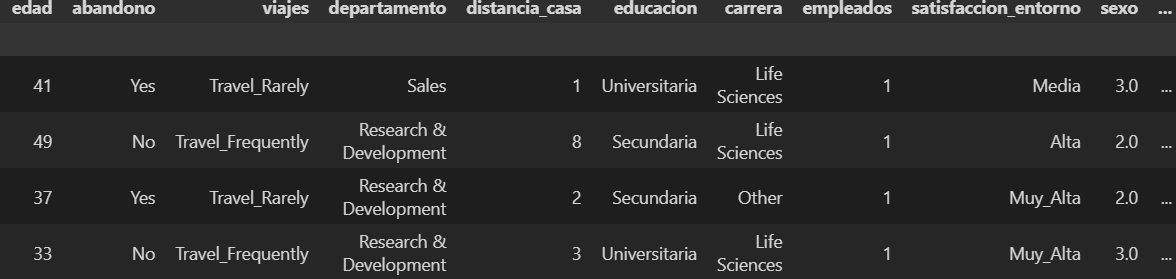 edad abandono viajes departamento distancia_casa educacion carrera empleados satisfaccion_entorno sexo ...
41 Yes Travel_Rarely Sales 1 Universitaria Life Sciences 1 Media 3.0 ...
49 No Travel_Frequently Research & Development 8 Secundaria Life Sciences 1 Alta 2.0 ...
37 Yes Travel_Rarely Research & Development 2 Secundaria Other 1 Muy_Alta 2.0 ...
33 No Travel_Frequently Research & Development 3 Universitaria Life Sciences 1 Muy_Alta 3.0 ...